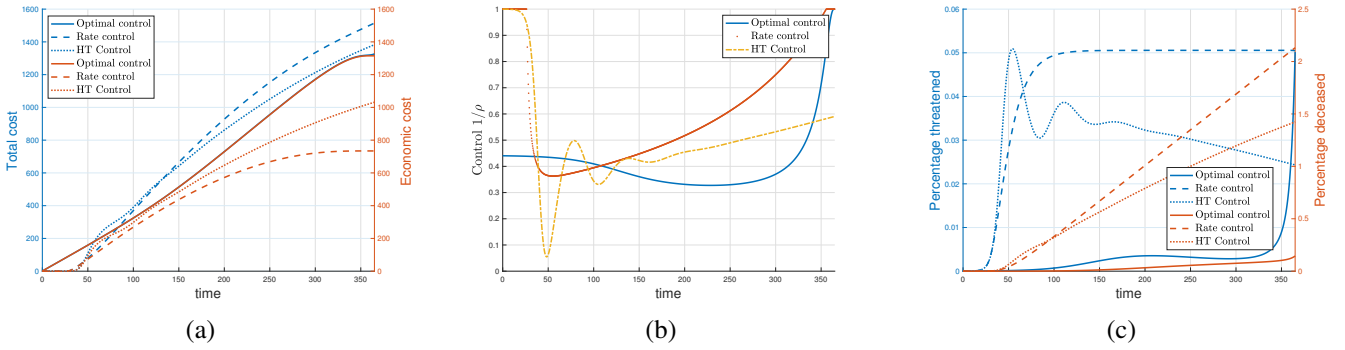 1600
1400
1200
1000
800
600
400
200
0
Total cost
0 50 100 150 200 250 300 350
time
1600
1400
1200
1000
800
600
400
200
0
Economic cost
Optimal control
Rate control
HT Control
Optimal control
Rate control
HT Control
(a)
1
0.9
0.8
0.7
0.6
0.5
0.4
0.3
0.2
0.1
0
Control 1/ρ
0 50 100 150 200 250 300 350
time
Optimal control
Rate control
HT Control
(b)
0.06
0.05
0.04
0.03
0.02
0.01
0
Percentage threatened
0 50 100 150 200 250 300 350
time
2.5
2
1.5
1
0.5
0
Percentage deceased
Optimal control
Rate control
HT Control
Optimal control
Rate control
HT Control
(c)